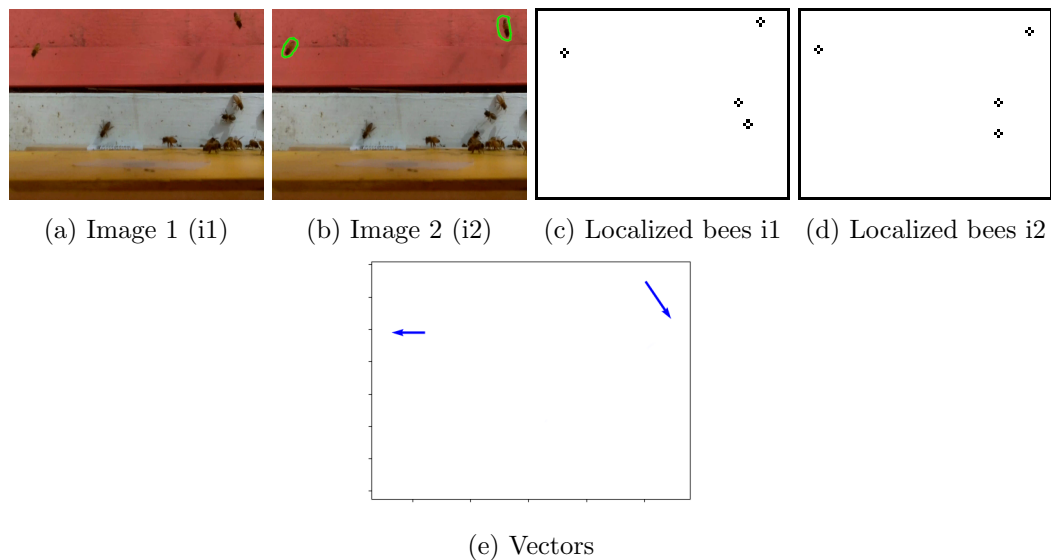 (a) Image 1 (i1)
(b) Image 2 (i2)
(c) Localized bees i1
(d) Localized bees i2
(e) Vectors